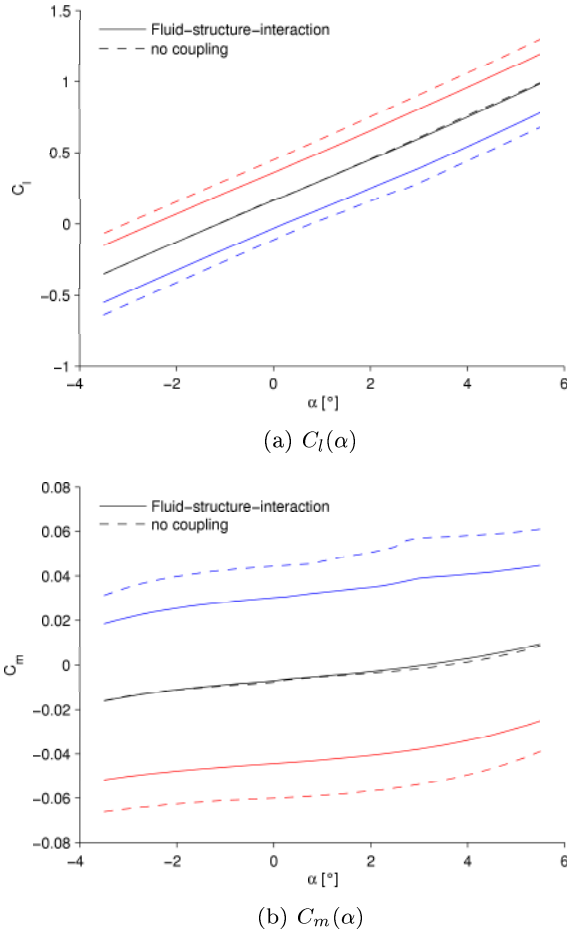 1.5
Fluid−structure−interaction
no coupling
1
0.5
C_l
0
−0.5
−1
−4 −2 0 2 4 6
α [°]
(a) C_l(α)
0.08
Fluid−structure−interaction
no coupling
0.06
0.04
0.02
0
C_m
−0.02
−0.04
−0.06
−0.08
−4 −2 0 2 4 6
α [°]
(b) C_m(α)